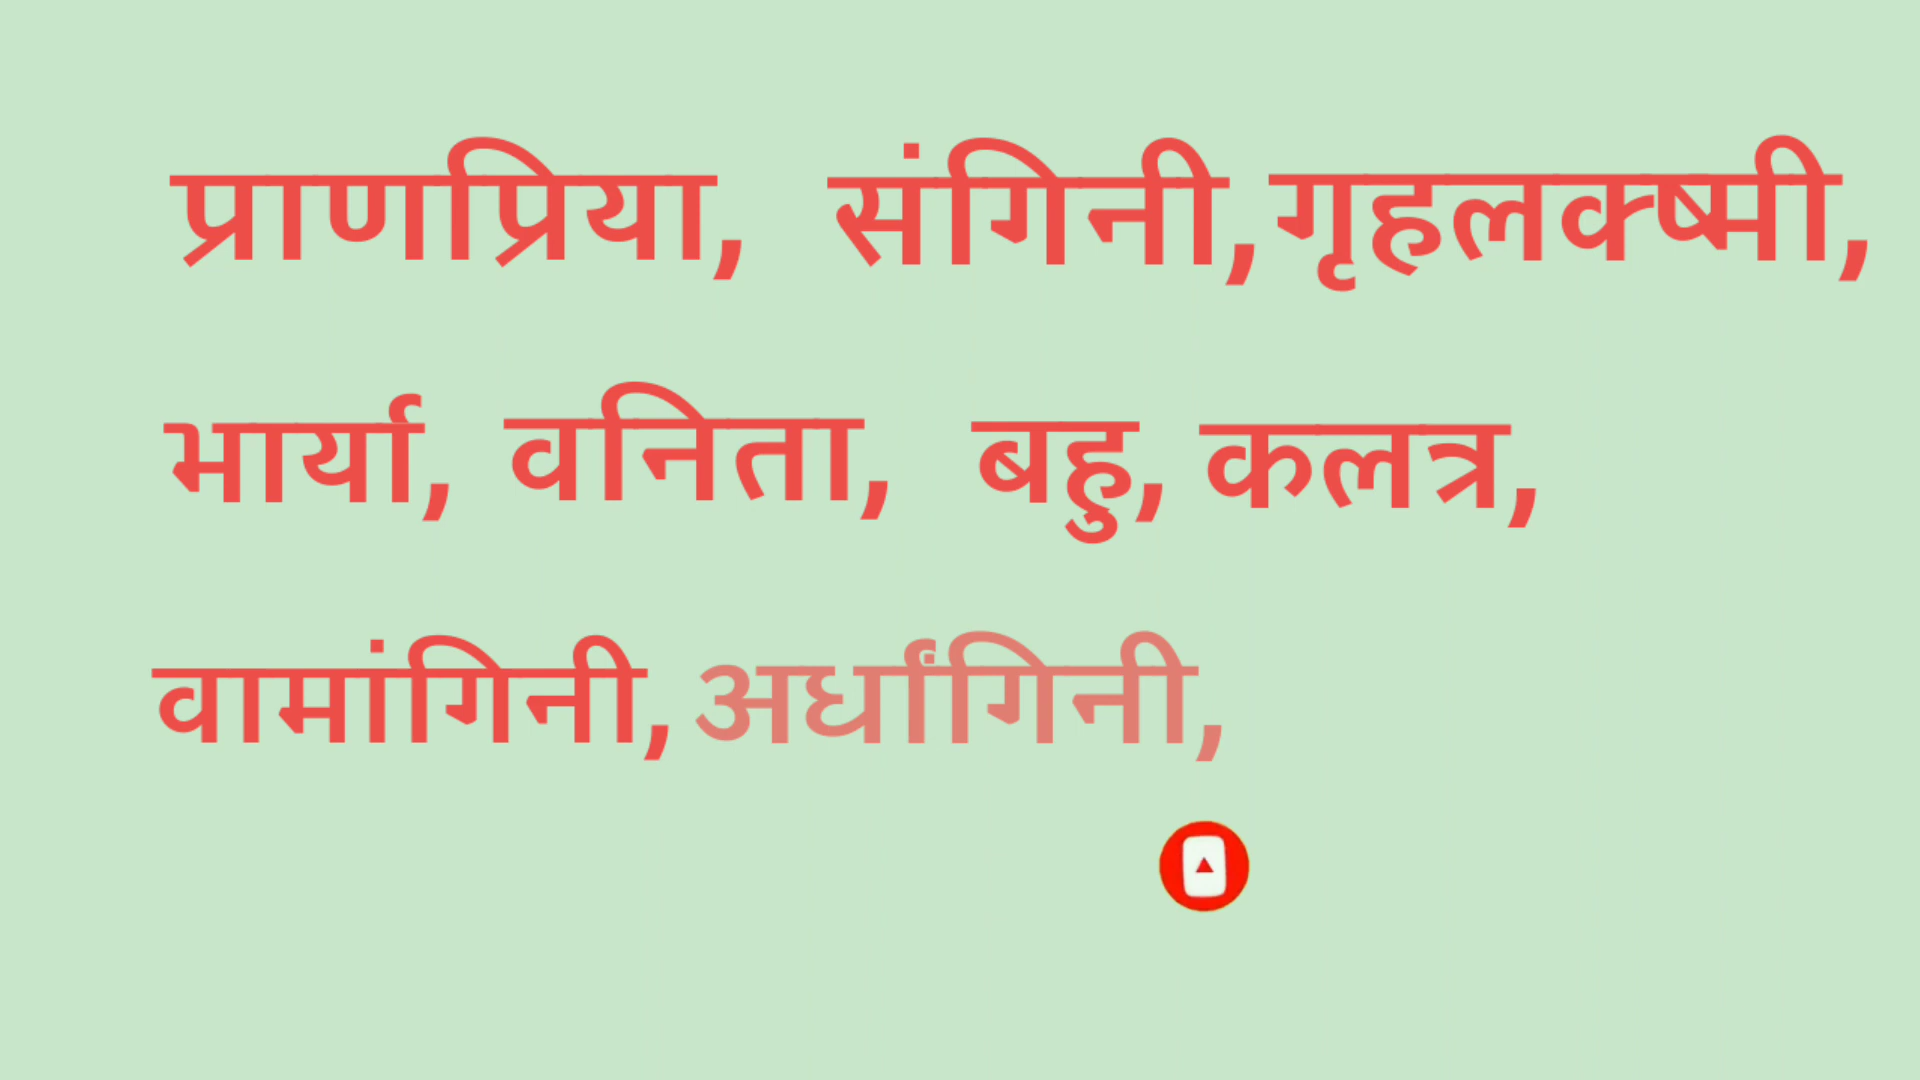 प्राणप्रिया, संगिनी,गृहलक्ष्मी,
भार्या, वनिता, बहु, कलत्र,
वामांगिनी, अर्धांगिनी,